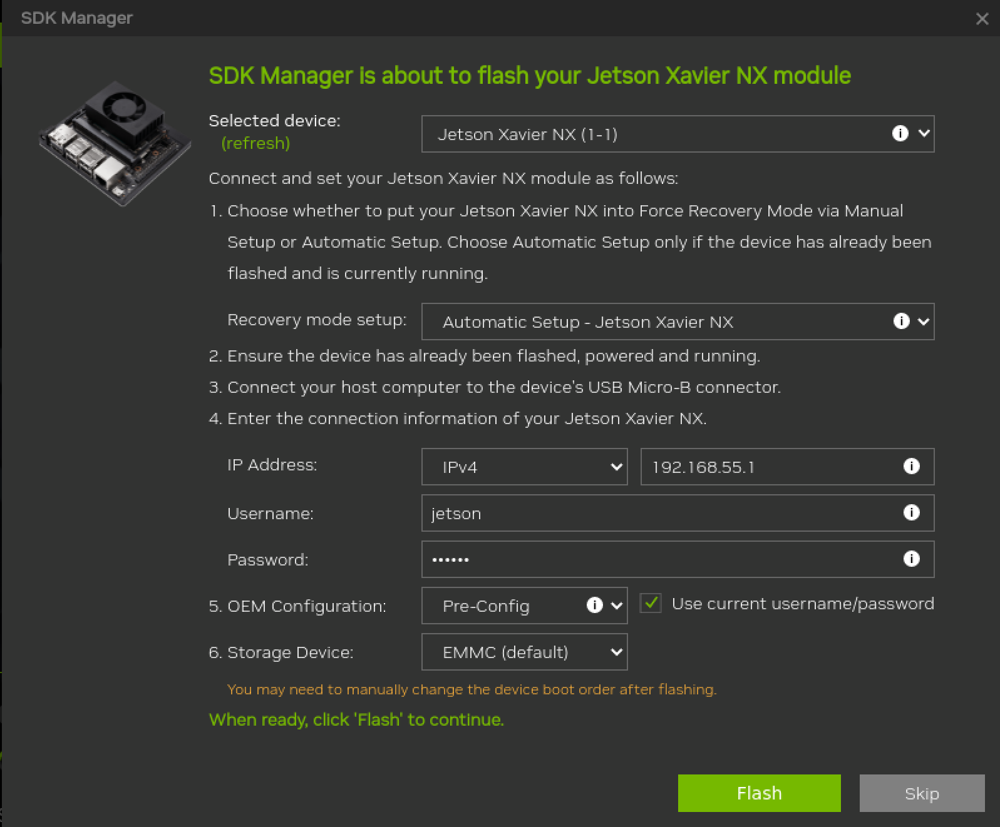 SDK Manager
SDK Manager is about to flash your Jetson Xavier NX module
Selected device:
(refresh)
Jetson Xavier NX (1-1)
Connect and set your Jetson Xavier NX module as follows:
1. Choose whether to put your Jetson Xavier NX into Force Recovery Mode via Manual
Setup or Automatic Setup. Choose Automatic Setup only if the device has already been
flashed and is currently running.
Recovery mode setup: Automatic Setup - Jetson Xavier NX
2. Ensure the device has already been flashed, powered and running.
3. Connect your host computer to the device's USB Micro-B connector.
4. Enter the connection information of your Jetson Xavier NX.
IP Address: IPv4 192.168.55.1
Username: jetson
Password: ••••••
5. OEM Configuration: Pre-Config Use current username/password
6. Storage Device: EMMC (default)
You may need to manually change the device boot order after flashing.
When ready, click 'Flash' to continue.
Flash Skip